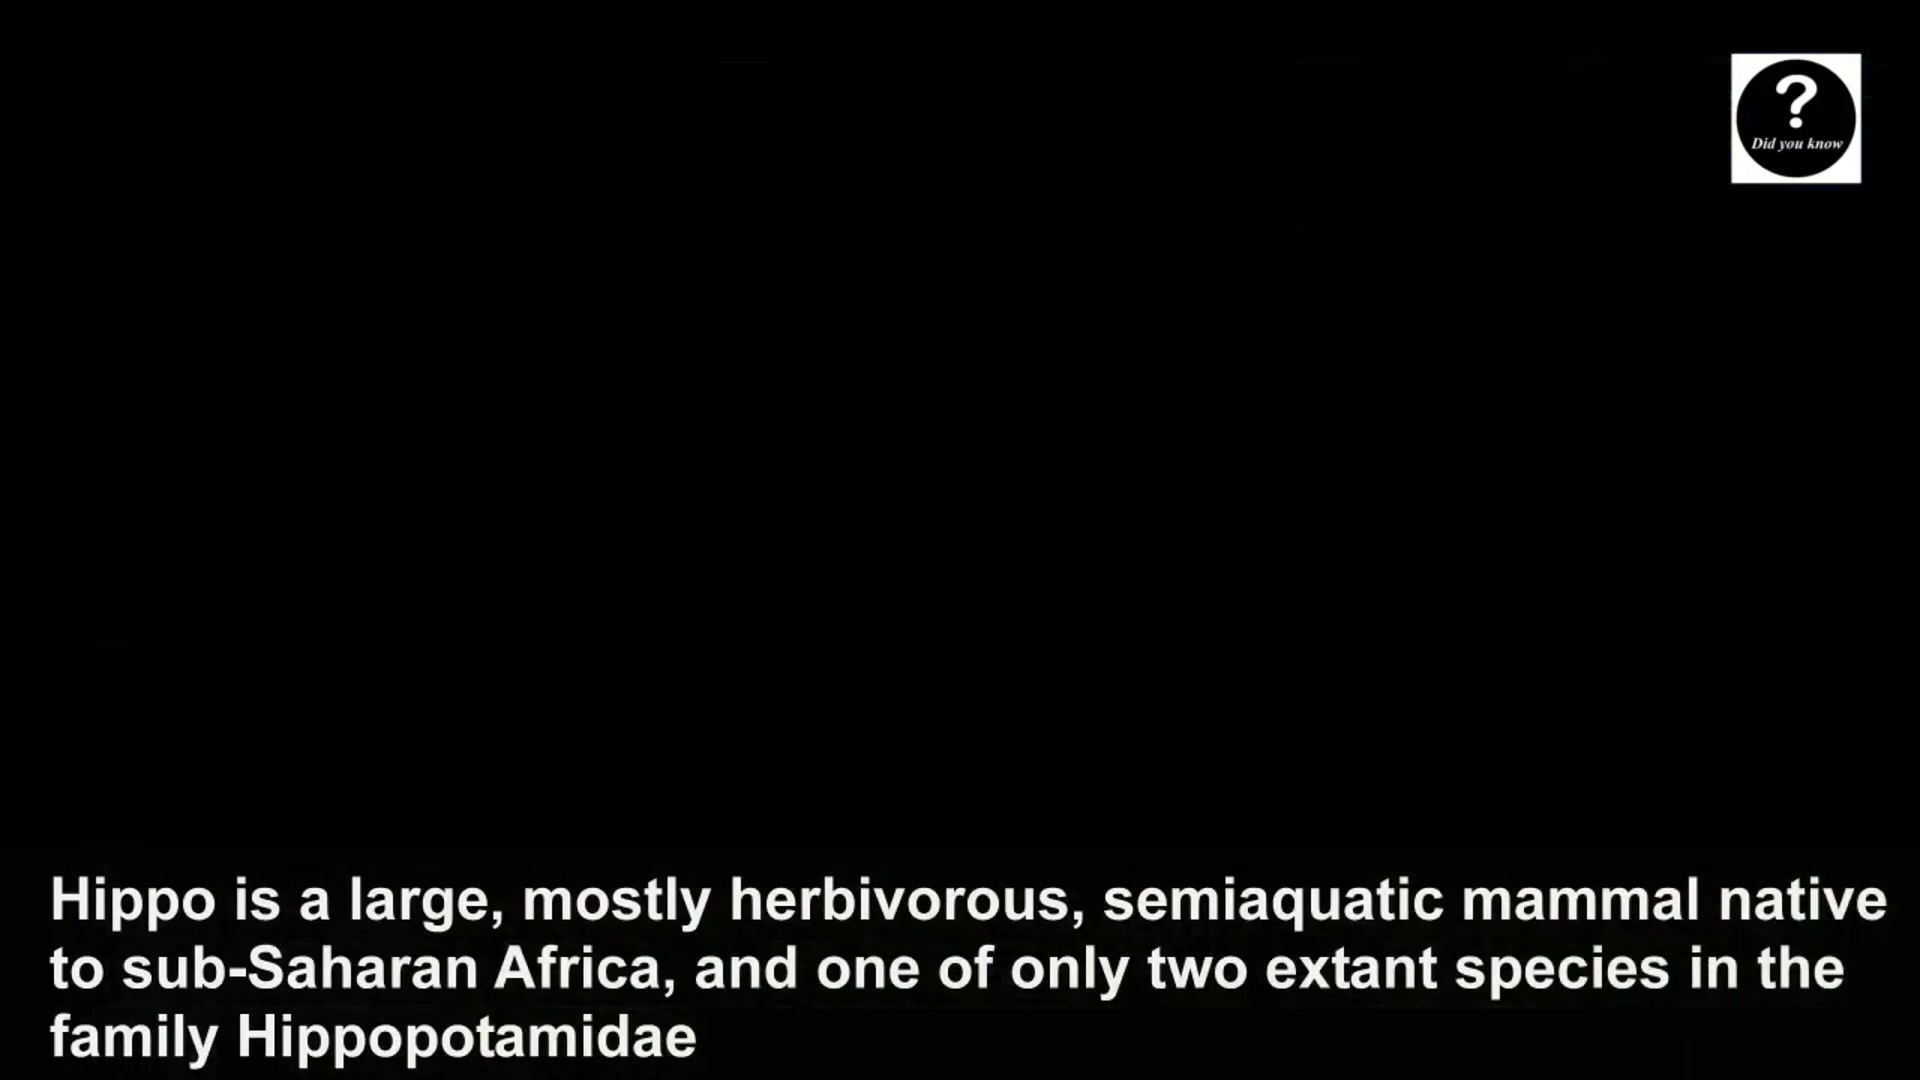 ?
Did you know
Hippo is a large, mostly herbivorous, semiaquatic mammal native
to sub-Saharan Africa, and one of only two extant species in the
family Hippopotamidae